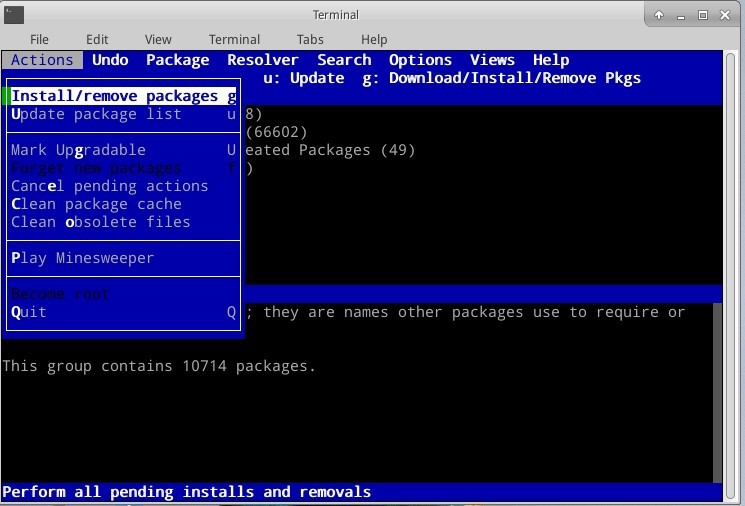 Terminal
File Edit View Terminal Tabs Help
Actions Undo Package Resolver Search Options Views Help
u: Update g: Download/Install/Remove Pkgs
Install/remove packages g
Update package list u 8)
(66602)
Mark Upgradable U eated Packages (49)
Forget new packages f )
Cancel pending actions
Clean package cache
Clean obsolete files
Play Minesweeper
Become root
Quit Q ; they are names other packages use to require or
This group contains 10714 packages.
Perform all pending installs and removals